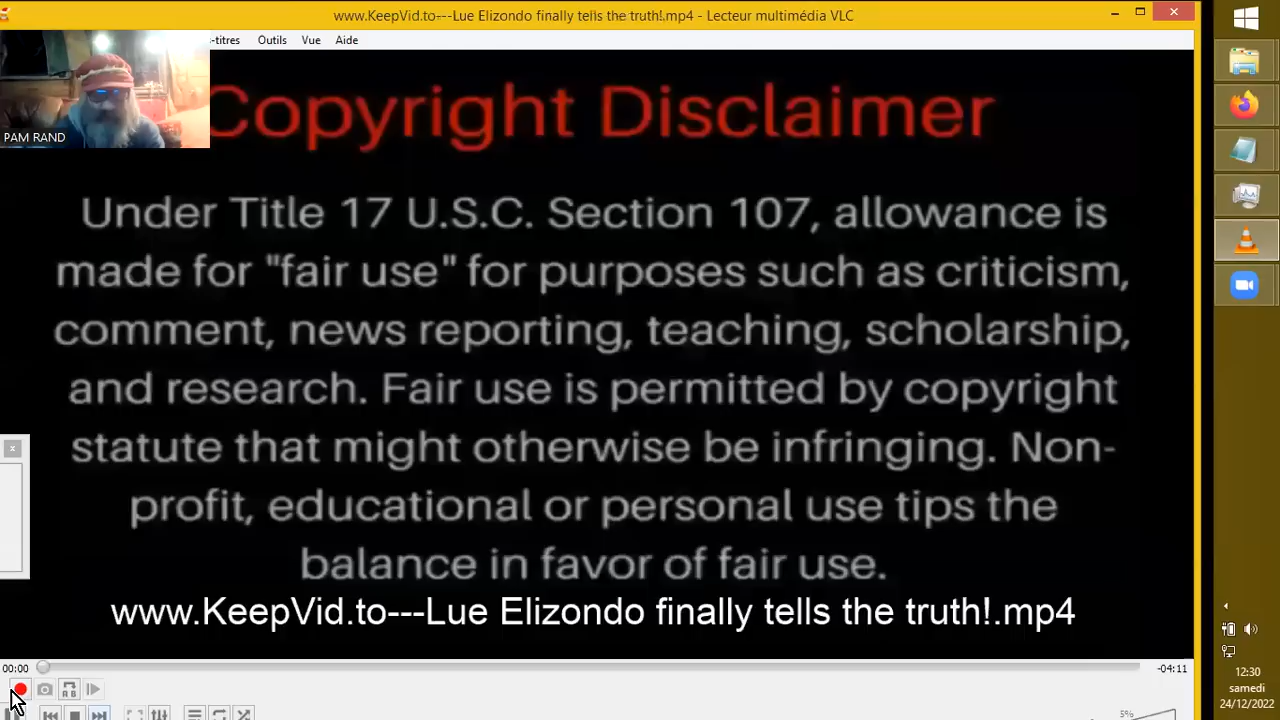 www.KeepVid.to---Lue Elizondo finally tells the truth!.mp4 - Lecteur multimédia VLC
-titres Outils Vue Aide
PAM RAND
Copyright Disclaimer
Under Title 17 U.S.C. Section 107, allowance is
made for "fair use" for purposes such as criticism,
comment, news reporting, teaching, scholarship,
and research. Fair use is permitted by copyright
statute that might otherwise be infringing. Non-
profit, educational or personal use tips the
balance in favor of fair use.
www.KeepVid.to---Lue Elizondo finally tells the truth!.mp4
00:00 -04:11
5%
12:30
samedi
24/12/2022